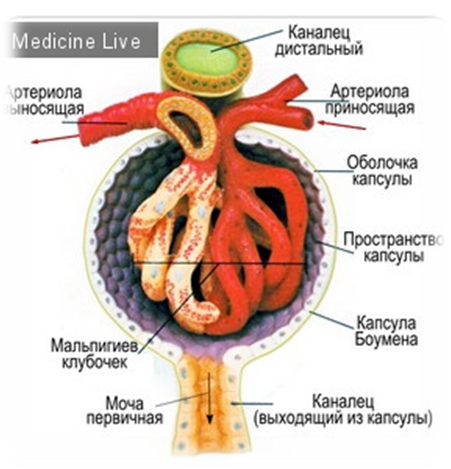 Medicine Live
Каналец
дистальный
Артериола
выносящая
Артериола
приносящая
Оболочка
капсулы
Пространство
капсулы
Капсула
Боумена
Мальпигиев
клубочек
Моча
первичная
Каналец
(выходящий из капсулы)